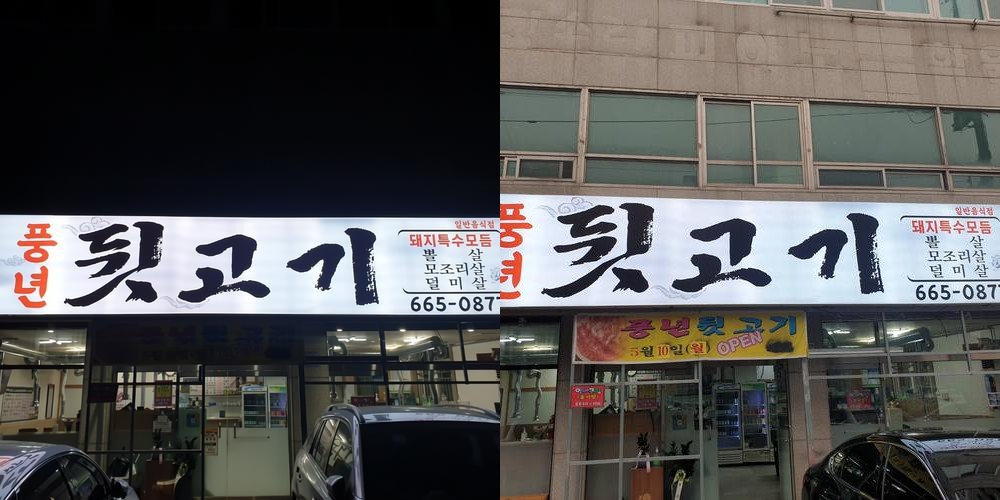 풍년
뒷고기
일반음식점
돼지특수모듬
뽈 살
모조리살
덜 미 살
665-087
풍년
뒷고기
일반음식점
돼지특수모듬
뽈 살
모조리살
덜 미 살
665-0877
풍년뒷고기
5월 10일(월) OPEN